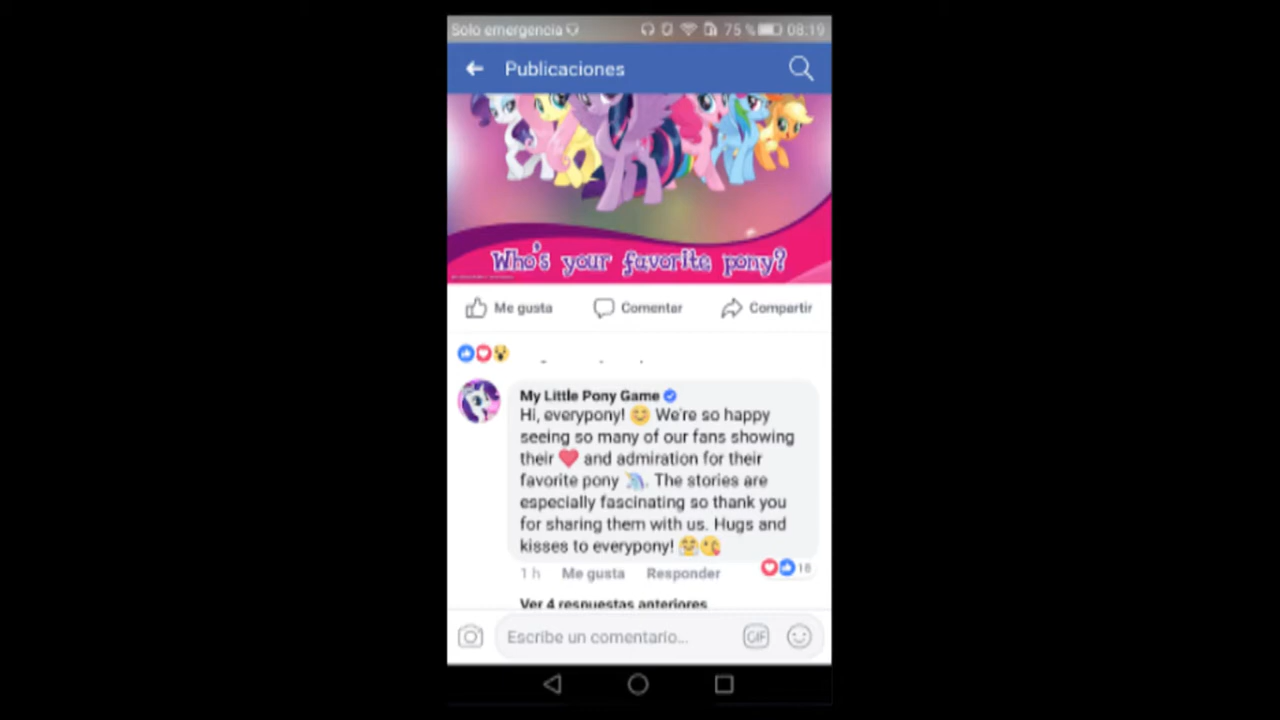 Solo emergencia 75 % 08:19
Publicaciones
Who's your favorite pony?
Me gusta Comentar Compartir
My Little Pony Game
Hi, everypony! 😊 We're so happy
seeing so many of our fans showing
their ❤️ and admiration for their
favorite pony 🦄. The stories are
especially fascinating so thank you
for sharing them with us. Hugs and
kisses to everypony! 🤗😘
1 h Me gusta Responder 18
Ver 4 respuestas anteriores
Escribe un comentario... GIF